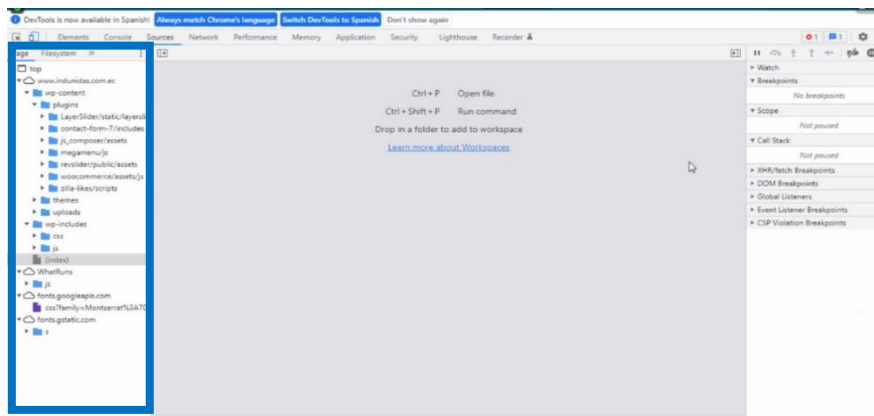 DevTools is now available in Spanish! Always match Chrome's language Switch DevTools to Spanish Don't show again
Elements Console Sources Network Performance Memory Application Security Lighthouse Recorder 1 1
age Filesystem »
top
www.indunidas.com.ec
wp-content
plugins
LayerSlider/static/layersli
contact-form-7/includes
js_composer/assets
megamenu/js
revslider/public/assets
woocommerce/assets/js
zilla-likes/scripts
themes
uploads
wp-includes
css
js
(index)
WhatRuns
js
fonts.googleapis.com
css?family=Montserrat%3A70
fonts.gstatic.com
s
Ctrl + P Open file
Ctrl + Shift + P Run command
Drop in a folder to add to workspace
Learn more about Workspaces
Watch
Breakpoints
No breakpoints
Scope
Not paused
Call Stack
Not paused
XHR/fetch Breakpoints
DOM Breakpoints
Global Listeners
Event Listener Breakpoints
CSP Violation Breakpoints